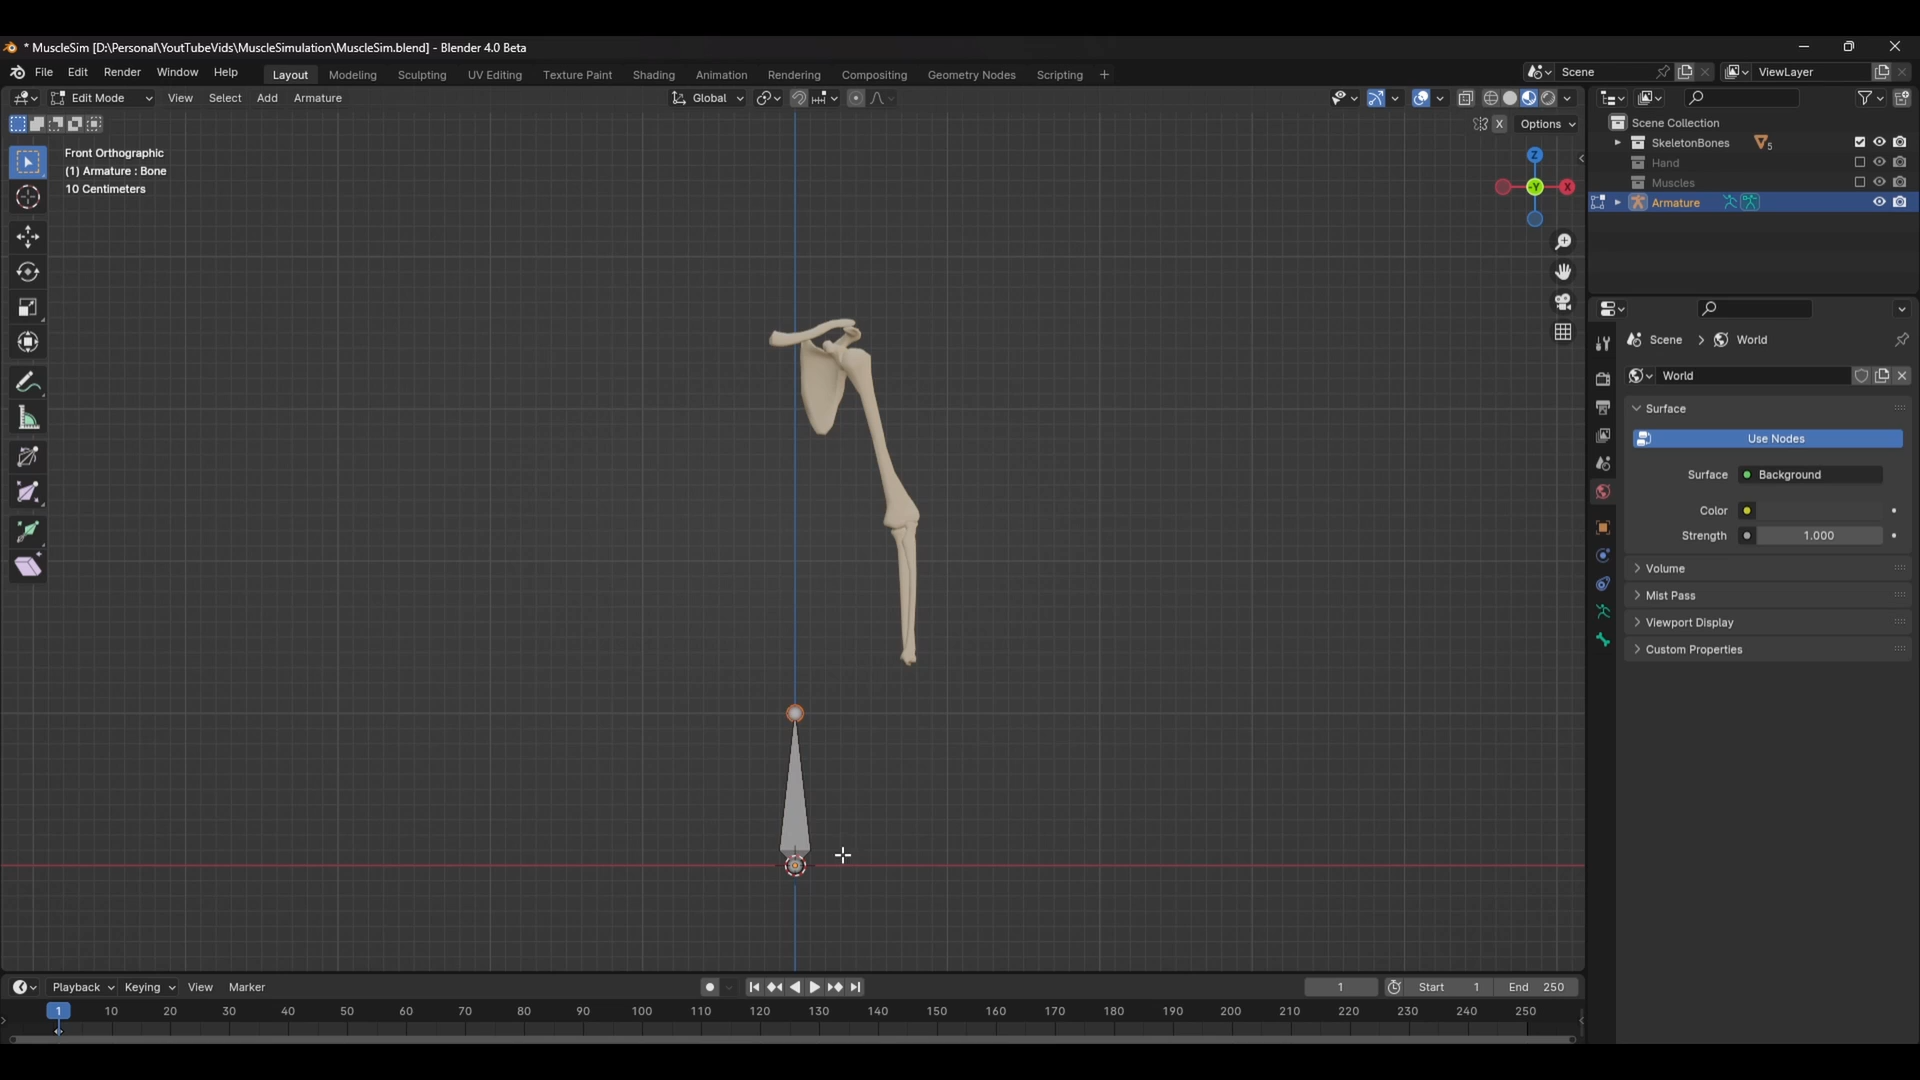 * MuscleSim [D:\Personal\YoutTubeVids\MuscleSimulation\MuscleSim.blend] - Blender 4.0 Beta
File Edit Render Window Help Layout Modeling Sculpting UV Editing Texture Paint Shading Animation Rendering Compositing Geometry Nodes Scripting + Scene ViewLayer
Edit Mode View Select Add Armature Global
X Options
Front Orthographic
(1) Armature : Bone
10 Centimeters
Z
-Y X
Scene Collection
SkeletonBones 5
Hand
Muscles
Armature
Scene > World
World
Surface
Use Nodes
Surface Background
Color
Strength 1.000
Volume
Mist Pass
Viewport Display
Custom Properties
Playback Keying View Marker 1 Start 1 End 250
1 10 20 30 40 50 60 70 80 90 100 110 120 130 140 150 160 170 180 190 200 210 220 230 240 250